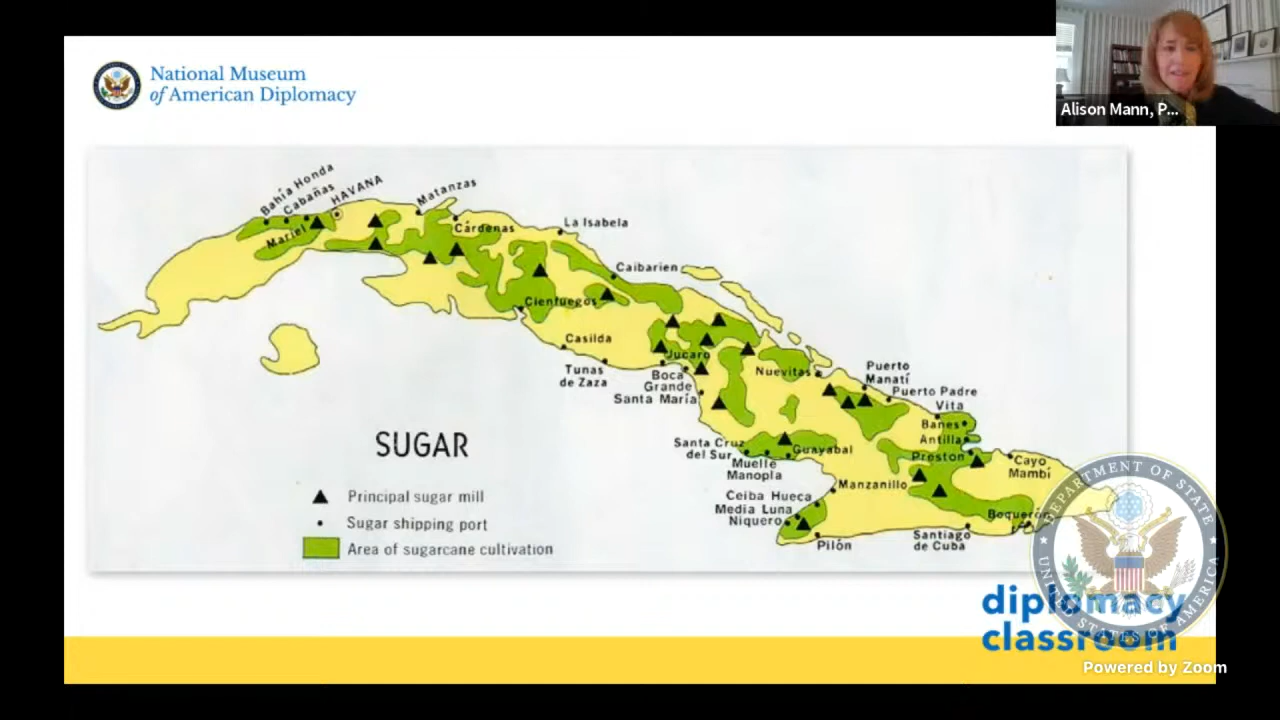 National Museum
of American Diplomacy
Alison Mann, P...
Bahía Honda
Cabañas
HAVANA
Mariel
Matanzas
Cárdenas
La Isabela
Caibarien
Cienfuegos
Casilda
Tunas
de Zaza
Jucaro
Boca
Grande
Santa María
Nuevitas
Puerto
Manatí
Puerto Padre
Vita
Banes
Antilla
Preston
Cayo
Mambí
Santa Cruz
del Sur
Guayabal
Muelle
Manopla
Manzanillo
Ceiba Hueca
Media Luna
Niquero
Pilón
Santiago
de Cuba
Boquerón
SUGAR
Principal sugar mill
Sugar shipping port
Area of sugarcane cultivation
DEPARTMENT OF STATE
UNITED STATES OF AMERICA
diplomacy
classroom
Powered by Zoom